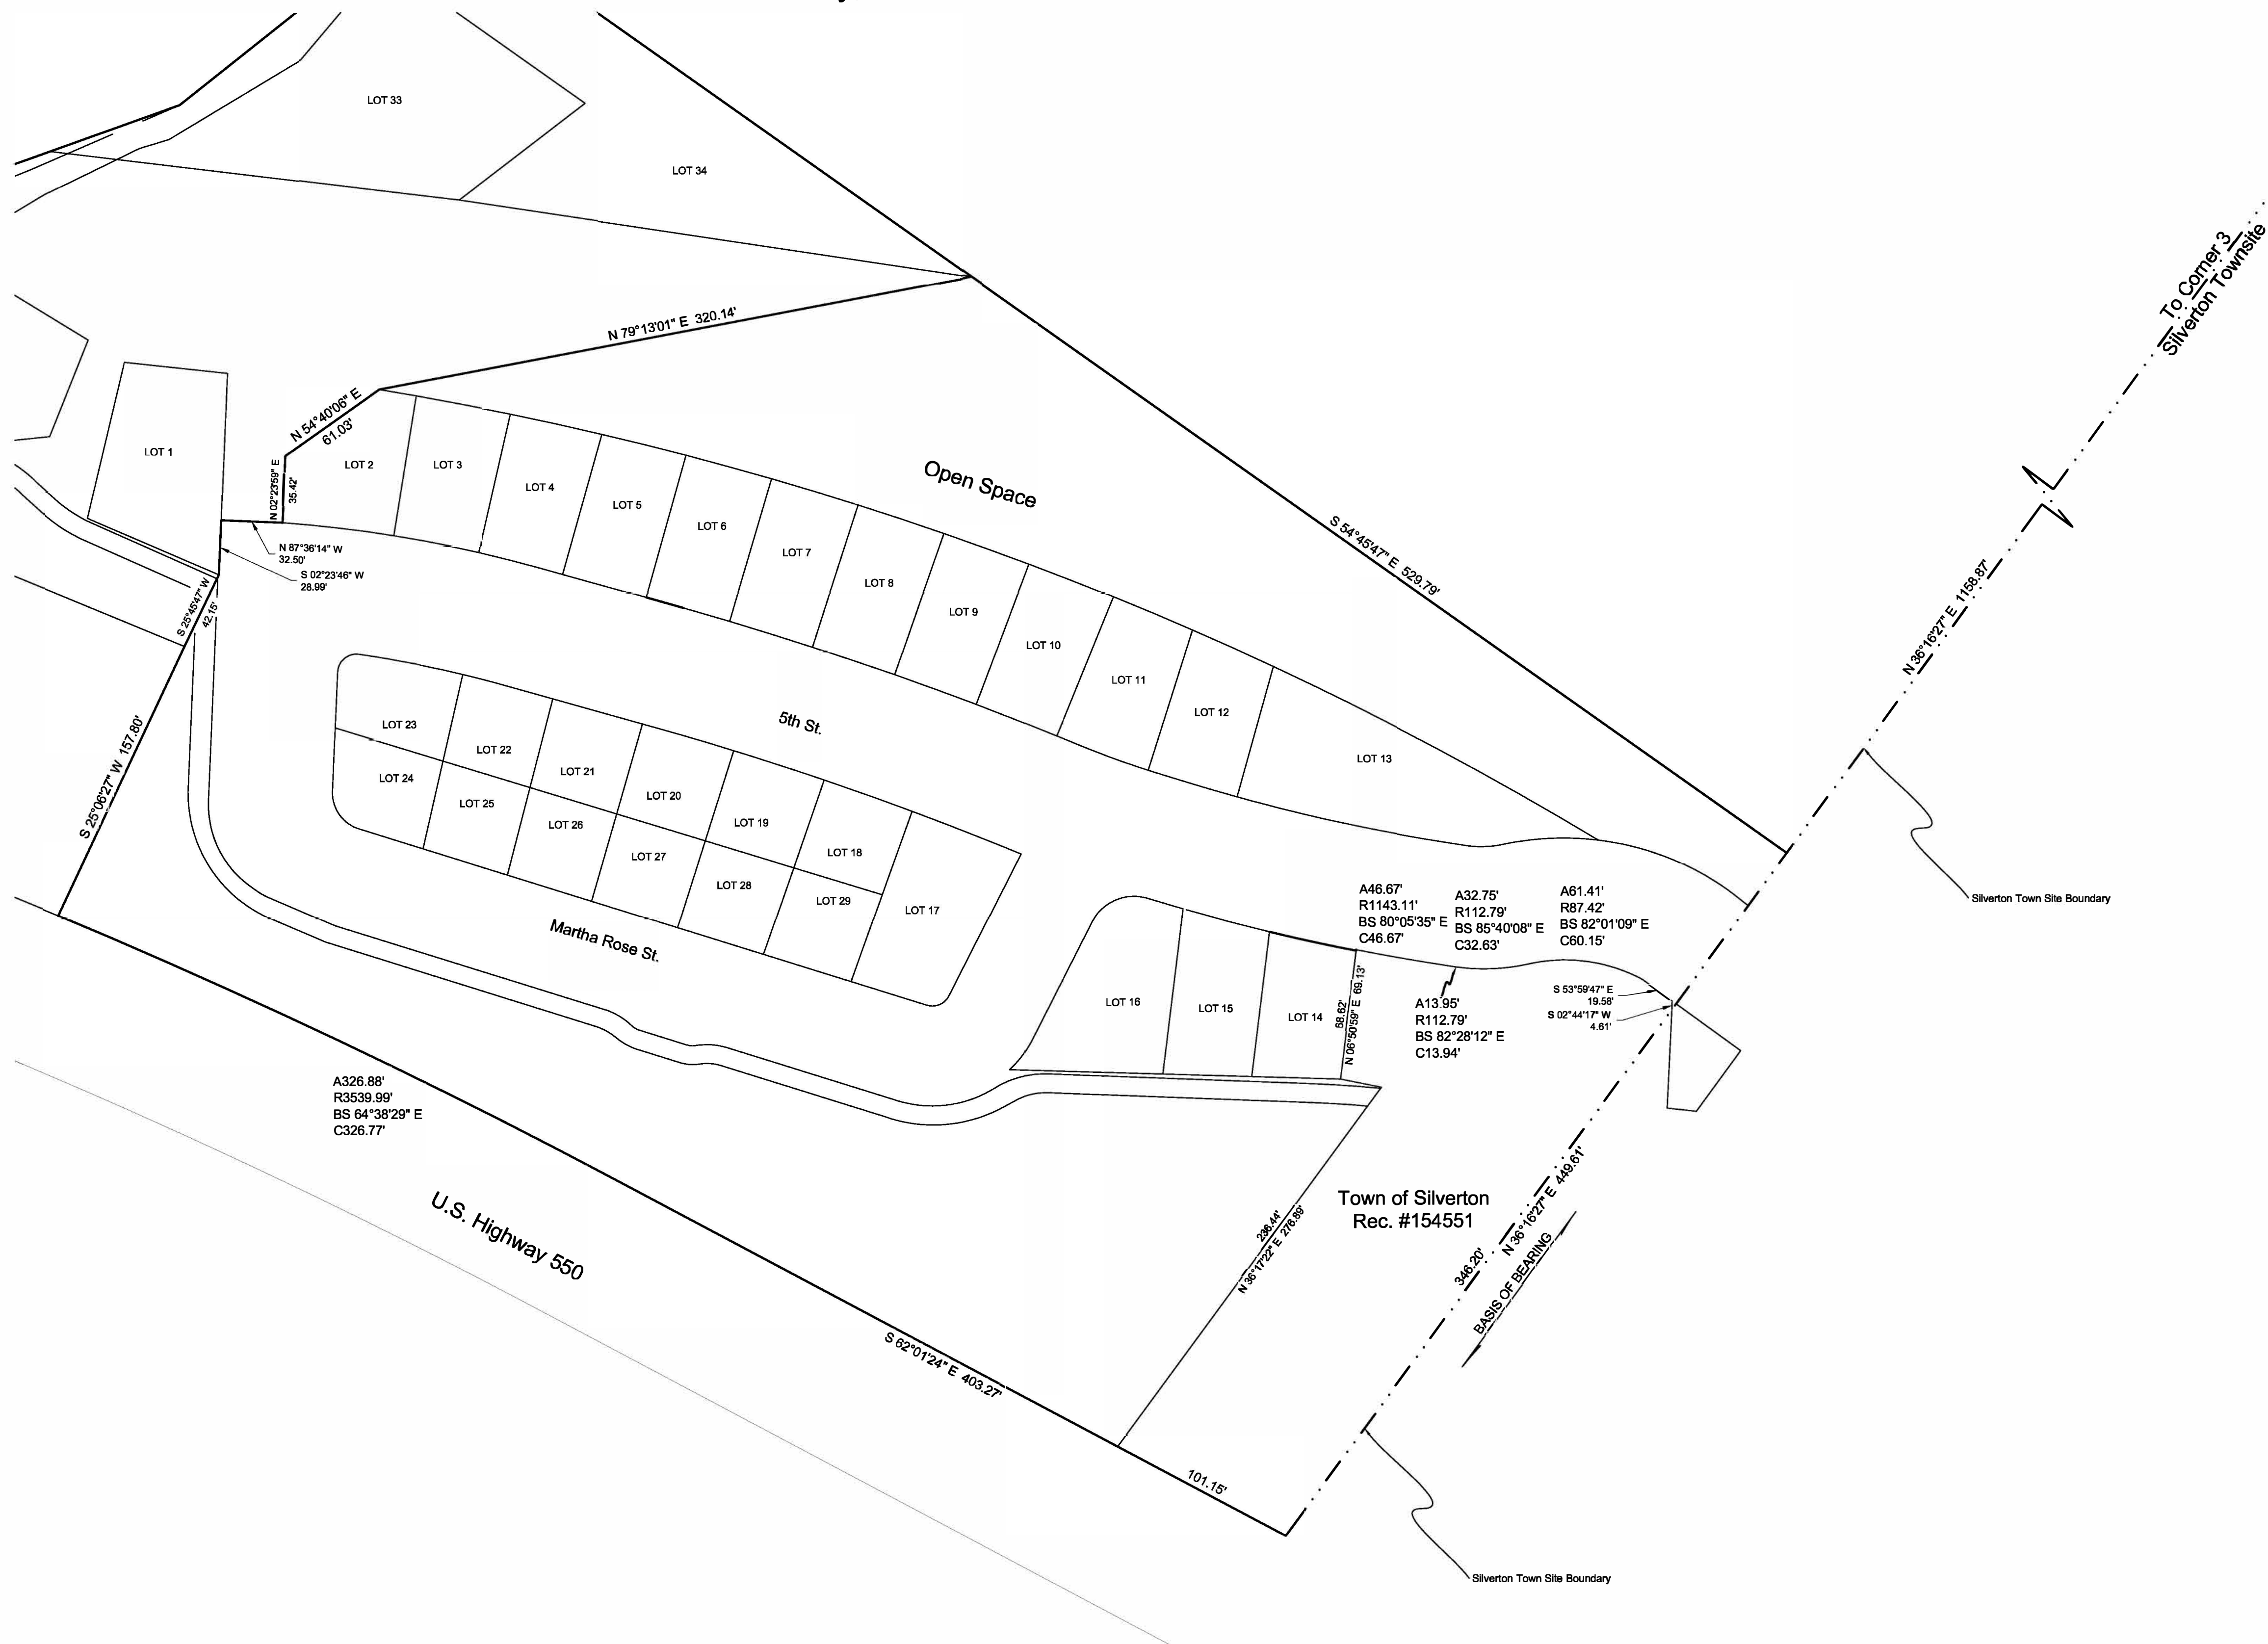 LOT 33
LOT 34
To Corner 3
Silverton Townsite
N 79°13'01" E 320.14'
N 54°40'06" E
61.03'
LOT 1
LOT 2
LOT 3
LOT 4
LOT 5
LOT 6
LOT 7
LOT 8
LOT 9
LOT 10
LOT 11
LOT 12
LOT 13
Open Space
N 02°23'59" E
35.42'
S 54°45'47" E 529.79'
N 87°36'14" W
32.50'
S 02°23'46" W
28.99'
S 25°45'47" W
42.15'
N 36°16'27" E 1158.87'
S 25°06'27" W 157.80'
5th St.
LOT 23
LOT 22
LOT 21
LOT 20
LOT 19
LOT 18
LOT 17
LOT 24
LOT 25
LOT 26
LOT 27
LOT 28
LOT 29
Martha Rose St.
Silverton Town Site Boundary
A46.67'
R1143.11'
BS 80°05'35" E
C46.67'
A32.75'
R112.79'
BS 85°40'08" E
C32.63'
A61.41'
R87.42'
BS 82°01'09" E
C60.15'
LOT 16
LOT 15
LOT 14
68.62'
N 06°50'59" E 69.13'
A13.95'
R112.79'
BS 82°28'12" E
C13.94'
S 53°59'47" E
19.58'
S 02°44'17" W
4.61'
A326.88'
R3539.99'
BS 64°38'29" E
C326.77'
U.S. Highway 550
Town of Silverton
Rec. #154551
236.44'
N 36°17'22" E 276.89'
346.20'
N 36°16'27" E 449.61'
BASIS OF BEARING
S 62°01'24" E 403.27'
101.15'
Silverton Town Site Boundary